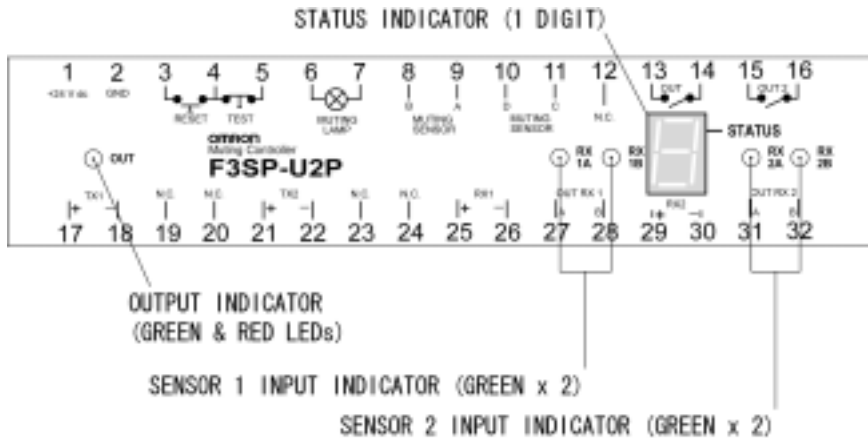 STATUS INDICATOR (1 DIGIT)
1 2 3 4 5 6 7 8 9 10 11 12 13 14 15 16
+24 V dc GND B A D C OUT OUT 2
RESET TEST MUTING LAMP MUTING SENSOR MUTING SENSOR N.C.
STATUS
omron
Muting Controller
F3SP-U2P
OUT RX 1A RX 1B RX 2A RX 2B
TX1 N.C. N.C. TX2 N.C. N.C. RX1 OUT RX 1 RX2 OUT RX 2
+ − + − + − A B + − A B
17 18 19 20 21 22 23 24 25 26 27 28 29 30 31 32
OUTPUT INDICATOR
(GREEN & RED LEDs)
SENSOR 1 INPUT INDICATOR (GREEN x 2)
SENSOR 2 INPUT INDICATOR (GREEN x 2)